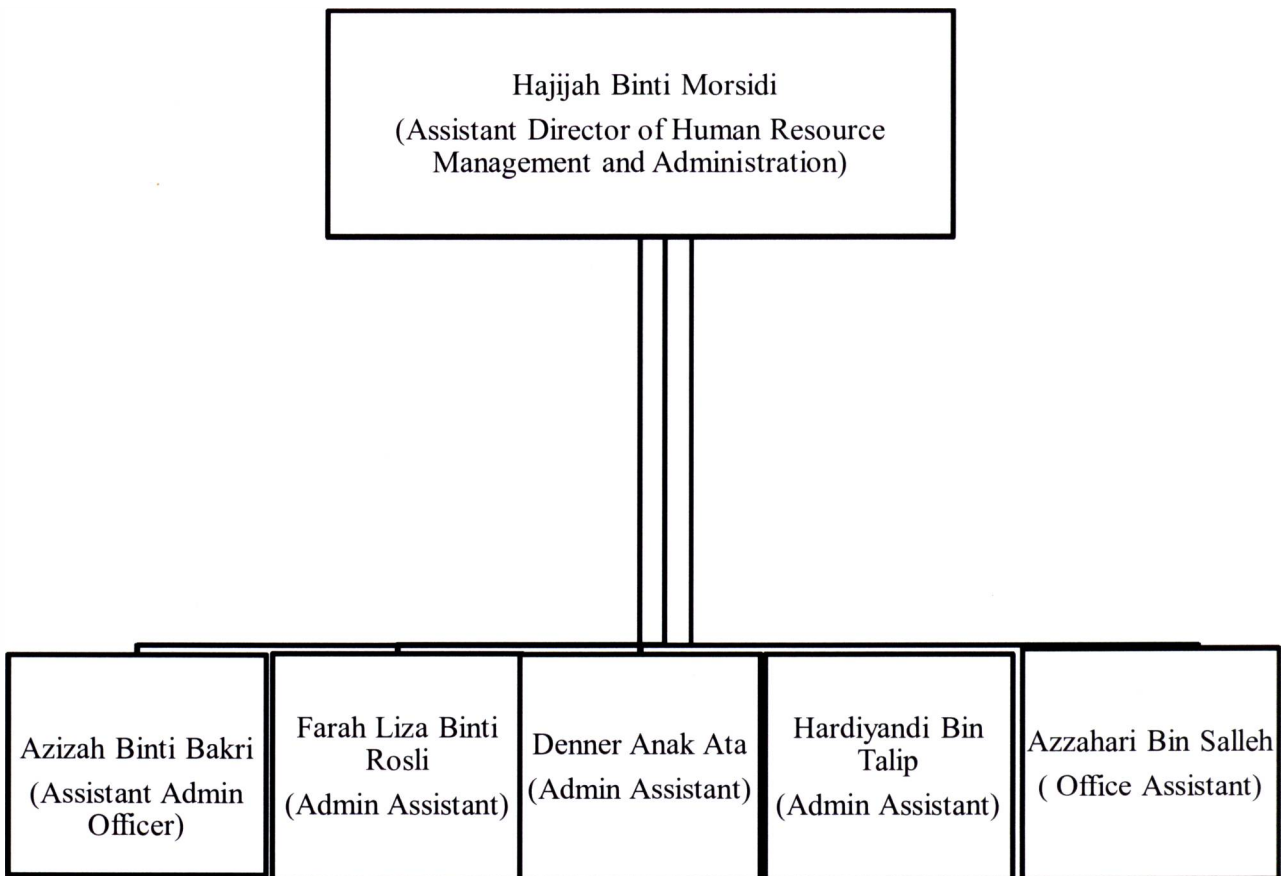 Hajijah Binti Morsidi
(Assistant Director of Human Resource
Management and Administration)
Azizah Binti Bakri
(Assistant Admin
Officer)
Farah Liza Binti
Rosli
(Admin Assistant)
Denner Anak Ata
(Admin Assistant)
Hardiyandi Bin
Talip
(Admin Assistant)
Azzahari Bin Salleh
( Office Assistant)